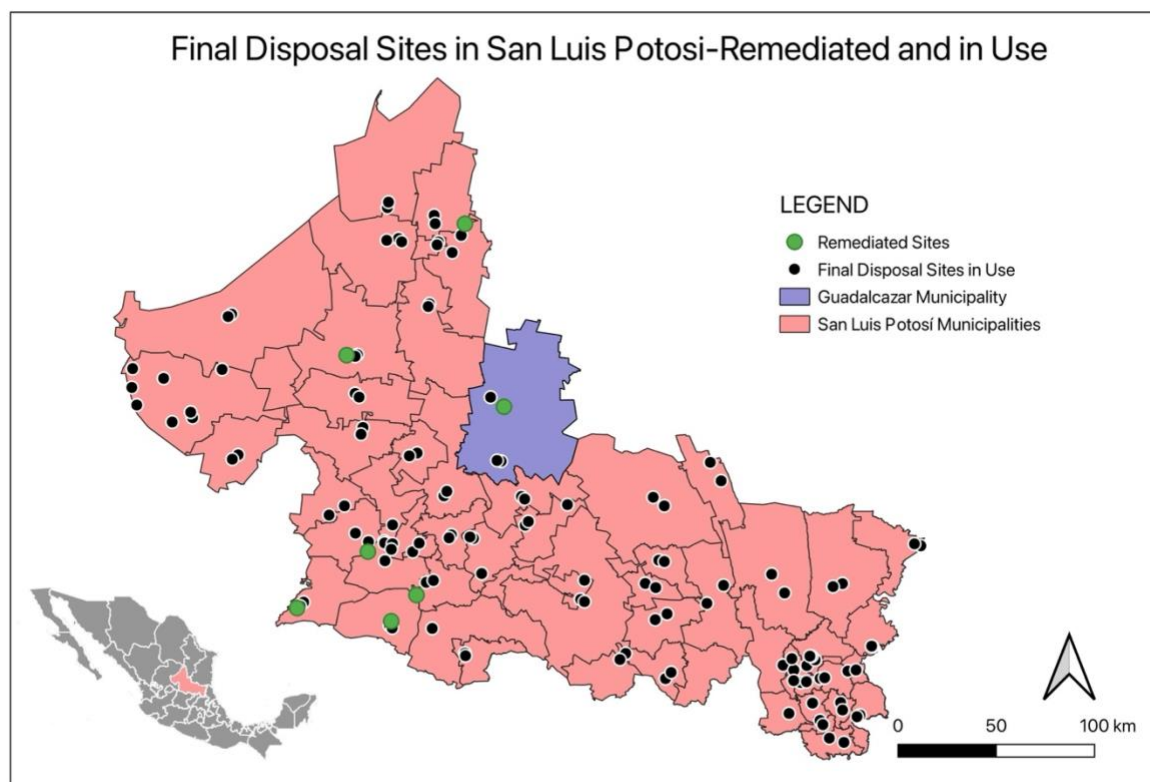 Final Disposal Sites in San Luis Potosi-Remediated and in Use
LEGEND
Remediated Sites
Final Disposal Sites in Use
Guadalcazar Municipality
San Luis Potosí Municipalities
0 50 100 km